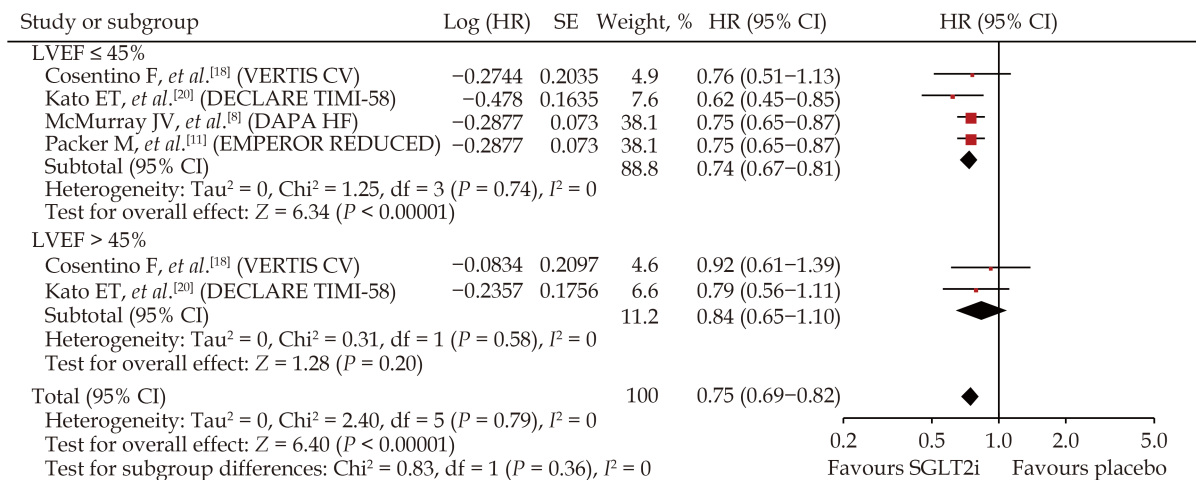 Study or subgroup Log (HR) SE Weight, % HR (95% CI) HR (95% CI)
LVEF ≤ 45%
Cosentino F, et al.[18] (VERTIS CV) −0.2744 0.2035 4.9 0.76 (0.51−1.13)
Kato ET, et al.[20] (DECLARE TIMI-58) −0.478 0.1635 7.6 0.62 (0.45−0.85)
McMurray JV, et al.[8] (DAPA HF) −0.2877 0.073 38.1 0.75 (0.65−0.87)
Packer M, et al.[11] (EMPEROR REDUCED) −0.2877 0.073 38.1 0.75 (0.65−0.87)
Subtotal (95% CI) 88.8 0.74 (0.67−0.81)
Heterogeneity: Tau² = 0, Chi² = 1.25, df = 3 (P = 0.74), I² = 0
Test for overall effect: Z = 6.34 (P < 0.00001)
LVEF > 45%
Cosentino F, et al.[18] (VERTIS CV) −0.0834 0.2097 4.6 0.92 (0.61−1.39)
Kato ET, et al.[20] (DECLARE TIMI-58) −0.2357 0.1756 6.6 0.79 (0.56−1.11)
Subtotal (95% CI) 11.2 0.84 (0.65−1.10)
Heterogeneity: Tau² = 0, Chi² = 0.31, df = 1 (P = 0.58), I² = 0
Test for overall effect: Z = 1.28 (P = 0.20)
Total (95% CI) 100 0.75 (0.69−0.82)
Heterogeneity: Tau² = 0, Chi² = 2.40, df = 5 (P = 0.79), I² = 0
Test for overall effect: Z = 6.40 (P < 0.00001)
Test for subgroup differences: Chi² = 0.83, df = 1 (P = 0.36), I² = 0
0.2 0.5 1.0 2.0 5.0
Favours SGLT2i Favours placebo